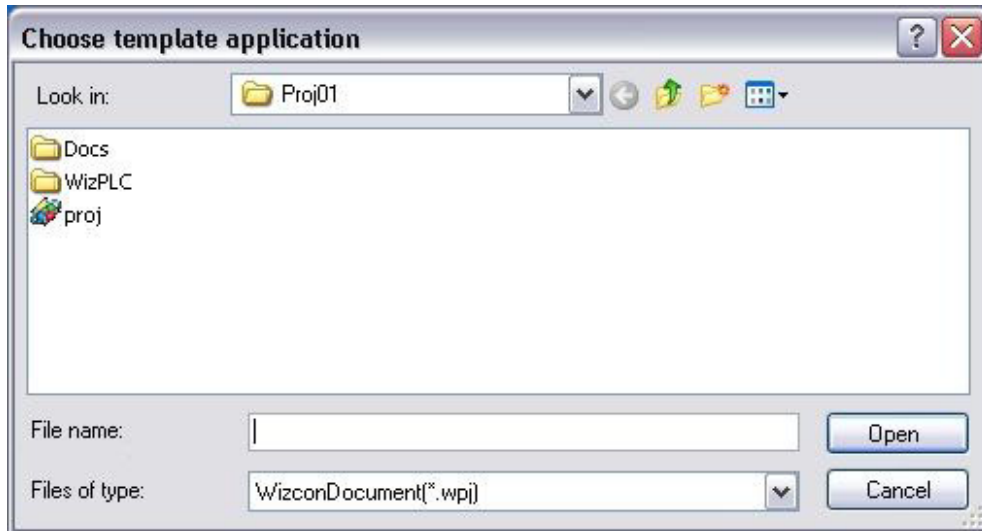 Choose template application
Look in:
Proj01
Docs
WizPLC
proj
File name:
Open
Files of type:
WizconDocument(*.wpj)
Cancel